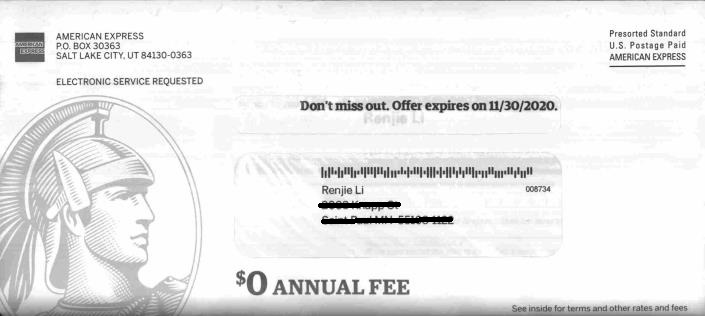 AMERICAN EXPRESS
AMERICAN EXPRESS
P.O. BOX 30363
SALT LAKE CITY, UT 84130-0363
ELECTRONIC SERVICE REQUESTED
Presorted Standard
U.S. Postage Paid
AMERICAN EXPRESS
Don't miss out. Offer expires on 11/30/2020.
Renjie Li
Renjie Li
008734
$0 ANNUAL FEE
See inside for terms and other rates and fees